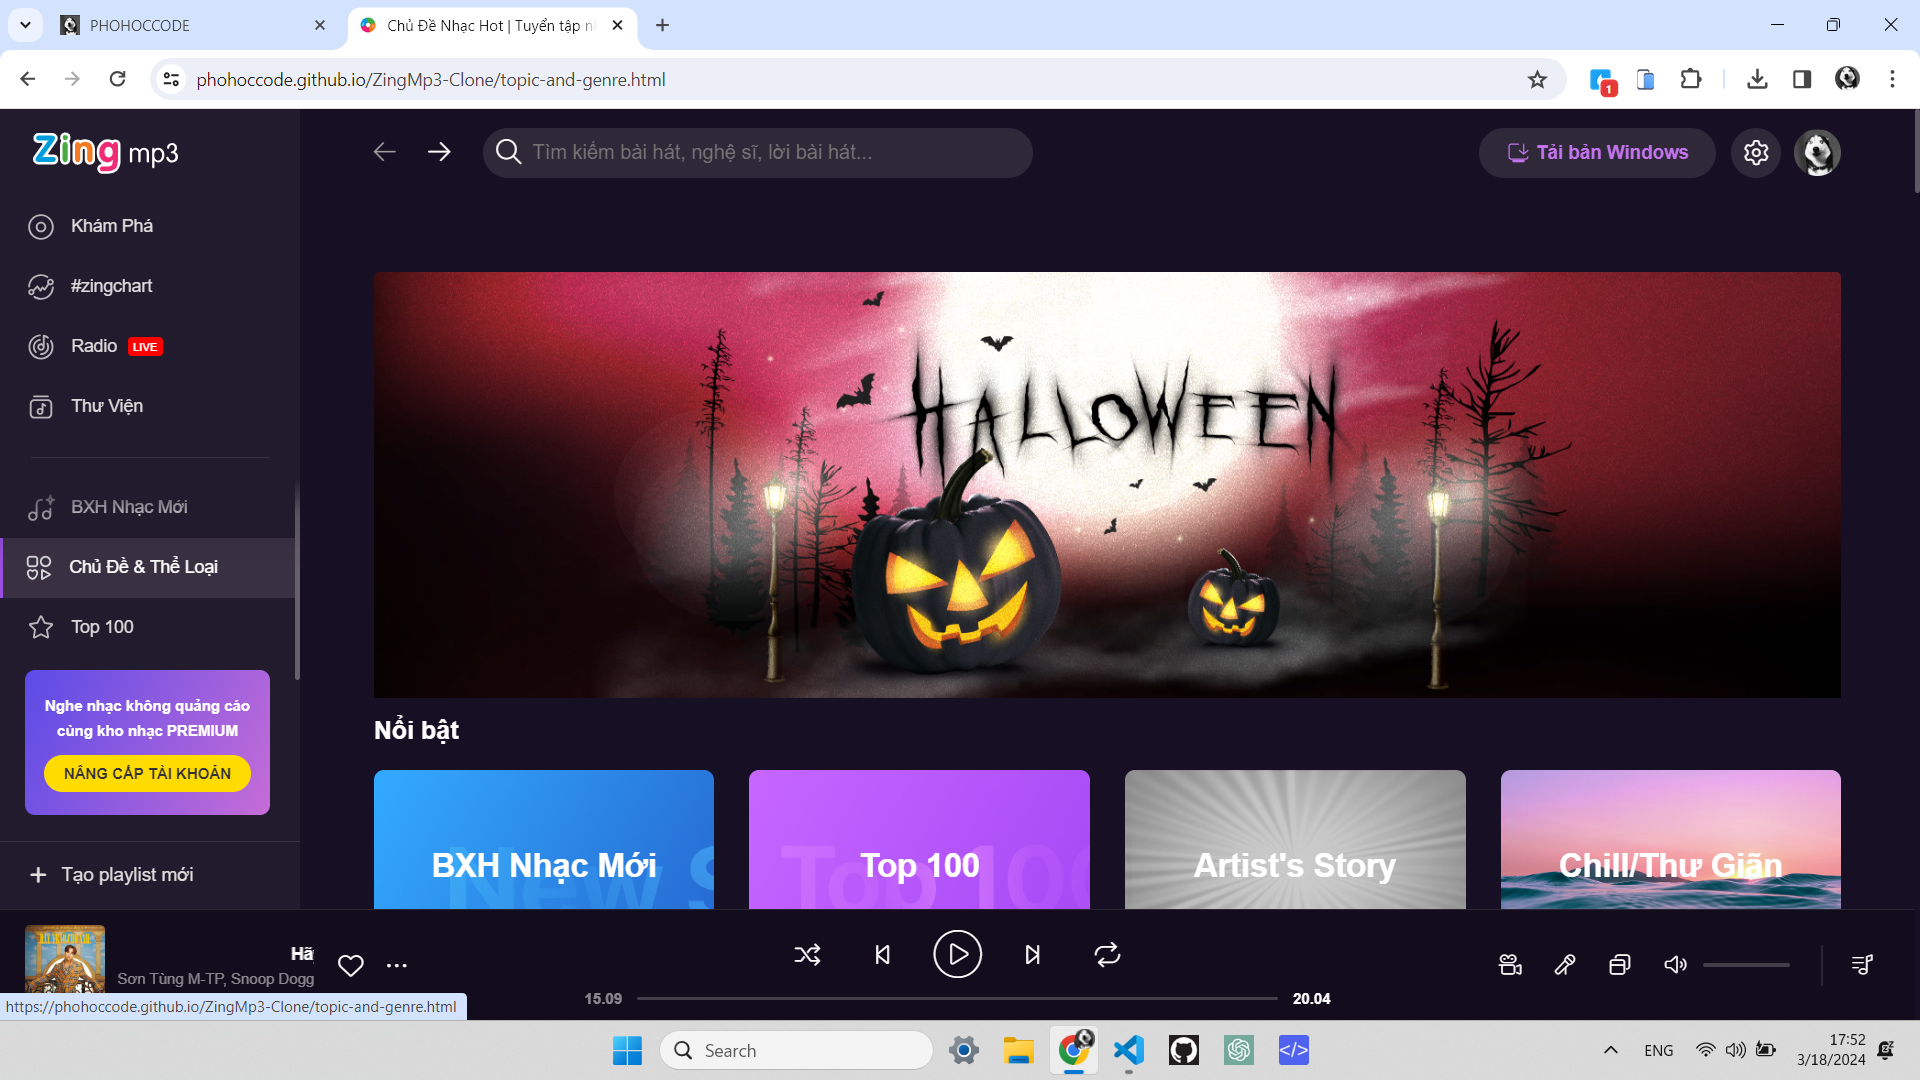 PHOHOCCODE
Chủ Đề Nhạc Hot | Tuyển tập
phohoccode.github.io/ZingMp3-Clone/topic-and-genre.html
1
Zing mp3
Tìm kiếm bài hát, nghệ sĩ, lời bài hát...
Tải bản Windows
Khám Phá
#zingchart
Radio LIVE
Thư Viện
BXH Nhạc Mới
Chủ Đề & Thể Loại
Top 100
Nghe nhạc không quảng cáo
cùng kho nhạc PREMIUM
NÂNG CẤP TÀI KHOẢN
Tạo playlist mới
HALLOWEEN
Nổi bật
BXH Nhạc Mới
New S
Top 100
Top 100
Artist's Story
Chill/Thư Giãn
Sơn Tùng M-TP, Snoop Dogg
15.09
20.04
https://phohoccode.github.io/ZingMp3-Clone/topic-and-genre.html
Search
ENG
17:52
3/18/2024